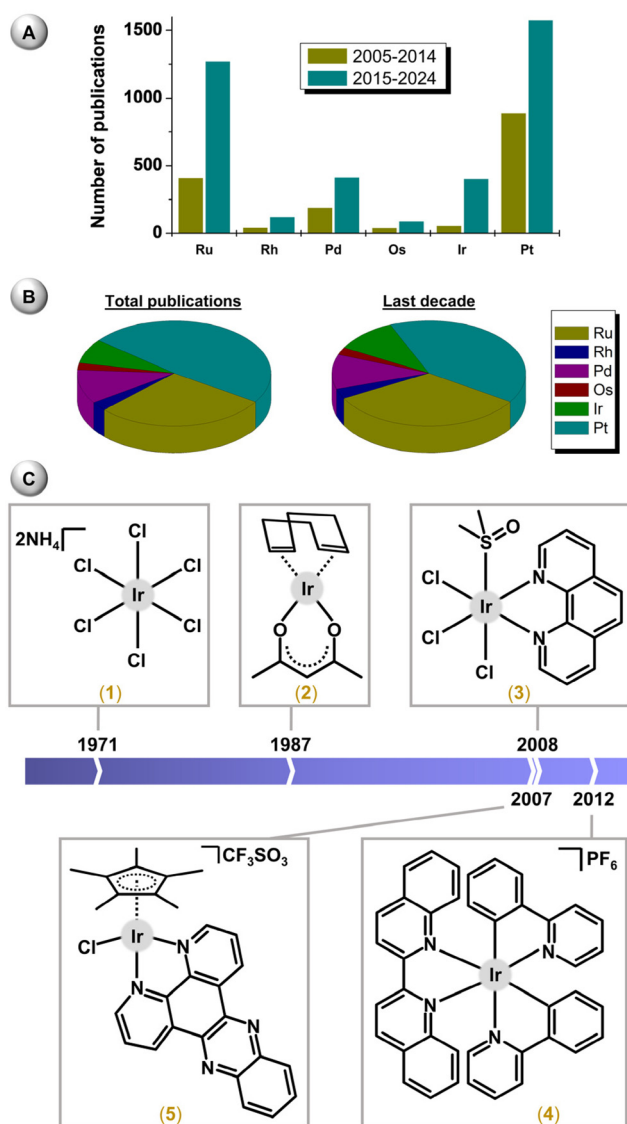 A
Number of publications
1500
1000
500
0
2005-2014
2015-2024
Ru Rh Pd Os Ir Pt
B
Total publications
Last decade
Ru
Rh
Pd
Os
Ir
Pt
C
2NH₄
Cl
Cl Cl
Ir
Cl Cl
Cl
(1)
Ir
O O
(2)
S O
Cl N
Ir
Cl N
Cl
(3)
1971 1987 2008
2007 2012
CF₃SO₃
Ir
Cl N
N
N
N
(5)
PF₆
N N
Ir
N N
(4)